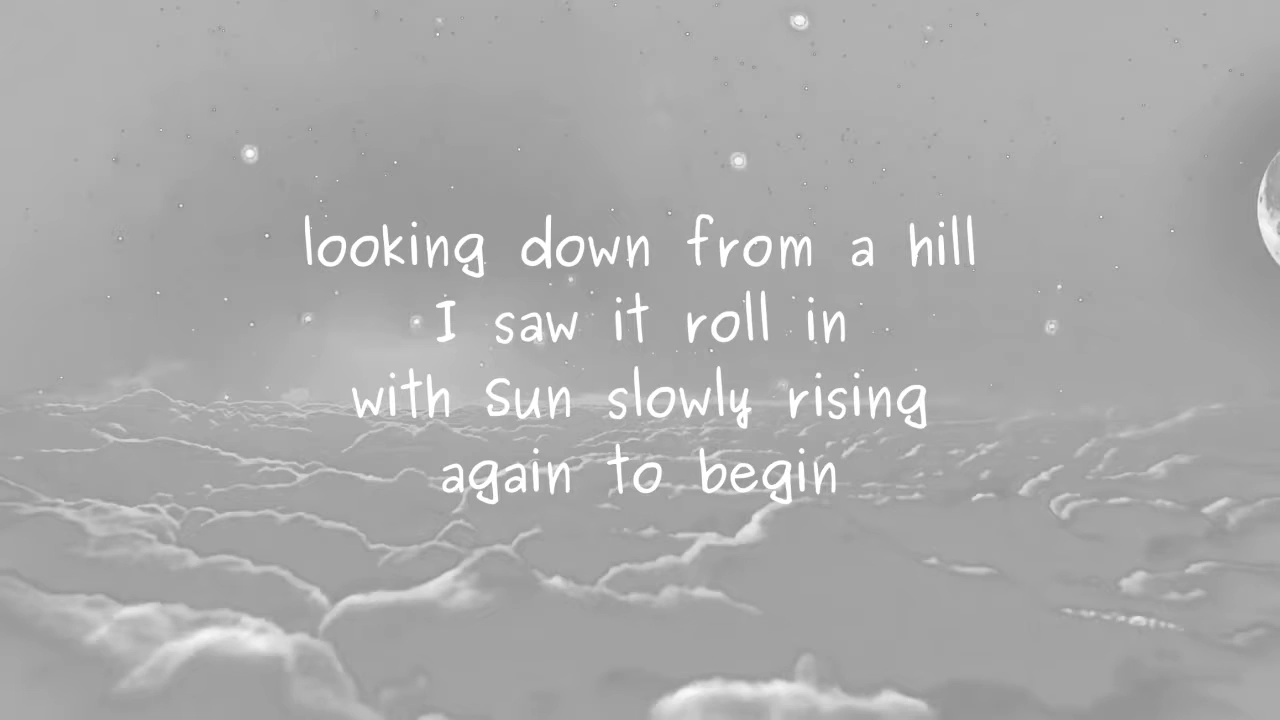 looking down from a hill
I saw it roll in
with Sun slowly rising
again to begin